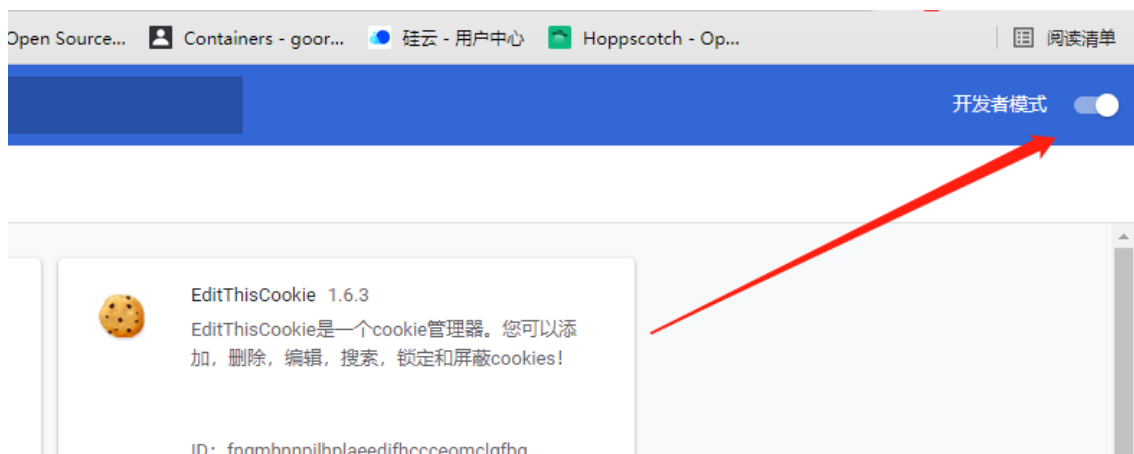 Open Source...
Containers - goor...
硅云 - 用户中心
Hoppscotch - Op...
阅读清单
开发者模式
EditThisCookie 1.6.3
EditThisCookie是一个cookie管理器。您可以添
加，删除，编辑，搜索，锁定和屏蔽cookies!
ID：fngmhnnpilhplaeedifhccceomclgfbg